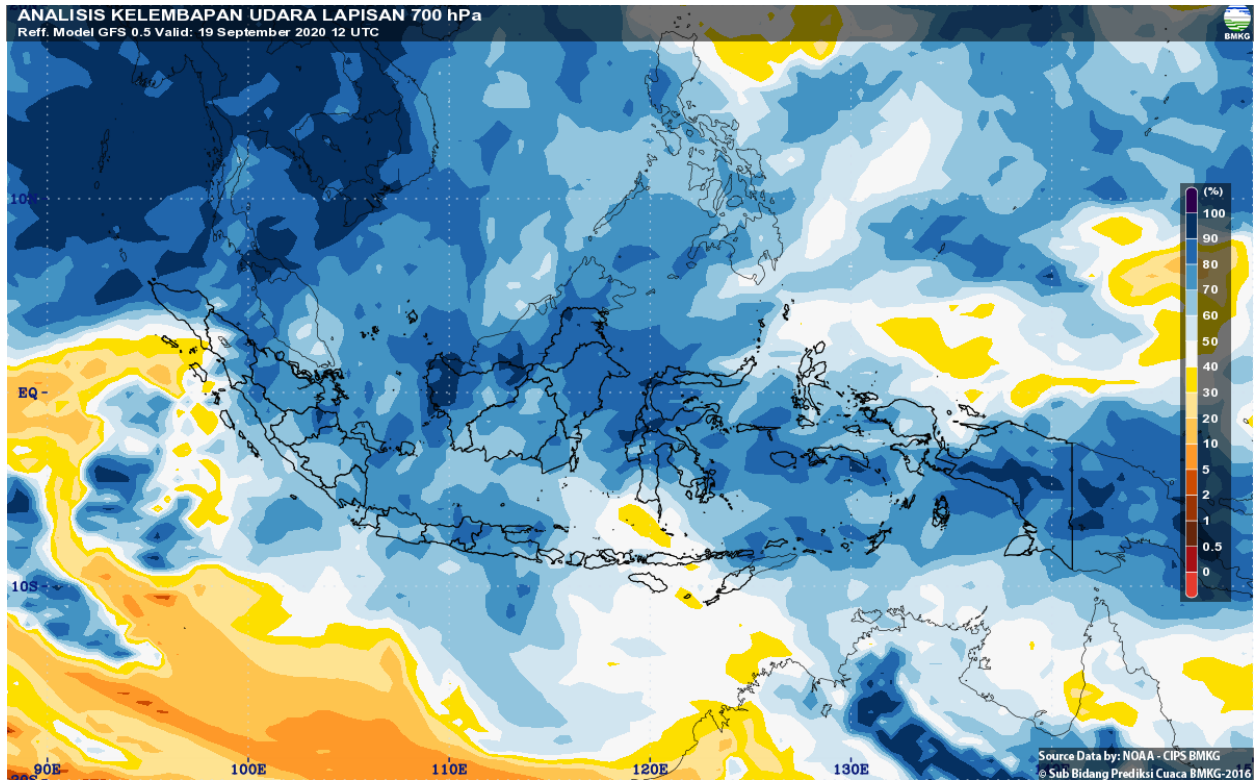 ANALISIS KELEMBAPAN UDARA LAPISAN 700 hPa
Reff. Model GFS 0.5 Valid: 19 September 2020 12 UTC
BMKG
10N
EQ
10S
20S
90E
100E
110E
120E
130E
(%)
100
90
80
70
60
50
40
30
20
10
5
2
1
0.5
0
Source Data by: NOAA - CIPS BMKG
© Sub Bidang Prediksi Cuaca BMKG-2016